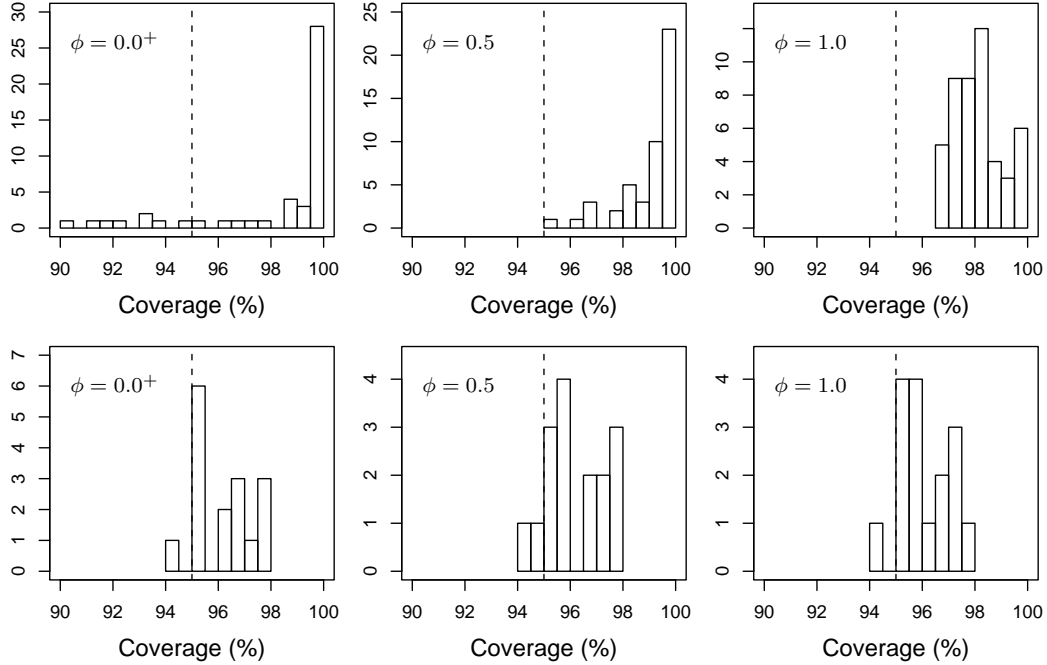 ϕ = 0.0⁺
0 5 10 15 20 25 30
90 92 94 96 98 100
Coverage (%)
ϕ = 0.5
0 5 10 15 20 25
90 92 94 96 98 100
Coverage (%)
ϕ = 1.0
0 2 4 6 8 10
90 92 94 96 98 100
Coverage (%)
ϕ = 0.0⁺
0 1 2 3 4 5 6 7
90 92 94 96 98 100
Coverage (%)
ϕ = 0.5
0 1 2 3 4
90 92 94 96 98 100
Coverage (%)
ϕ = 1.0
0 1 2 3 4
90 92 94 96 98 100
Coverage (%)